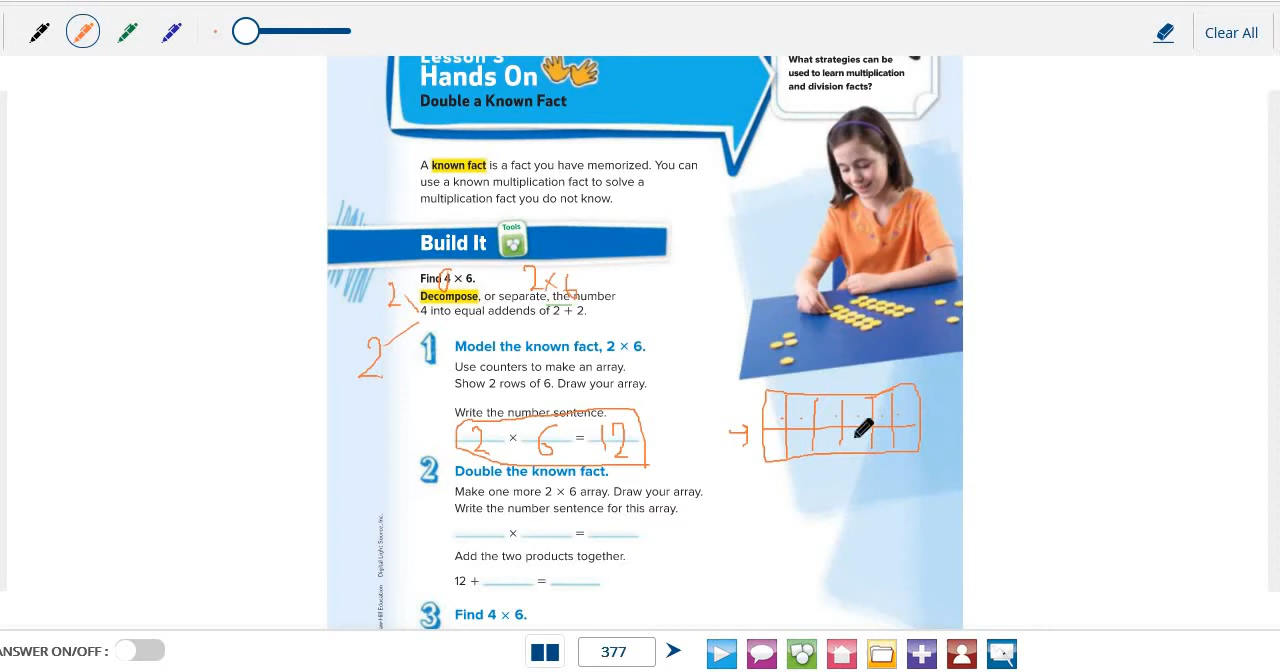 Clear All
Lesson 3
Hands On
Double a Known Fact
What strategies can be
used to learn multiplication
and division facts?
A known fact is a fact you have memorized. You can
use a known multiplication fact to solve a
multiplication fact you do not know.
Build It
Tools
Find 4 × 6.
6
2 × 6
2
2
Decompose, or separate, the number
4 into equal addends of 2 + 2.
1 Model the known fact, 2 × 6.
Use counters to make an array.
Show 2 rows of 6. Draw your array.
Write the number sentence.
2 × 6 = 12
2 Double the known fact.
Make one more 2 × 6 array. Draw your array.
Write the number sentence for this array.
× =
Add the two products together.
12 + =
3 Find 4 × 6.
Digital Light Source, Inc.
ANSWER ON/OFF :
377